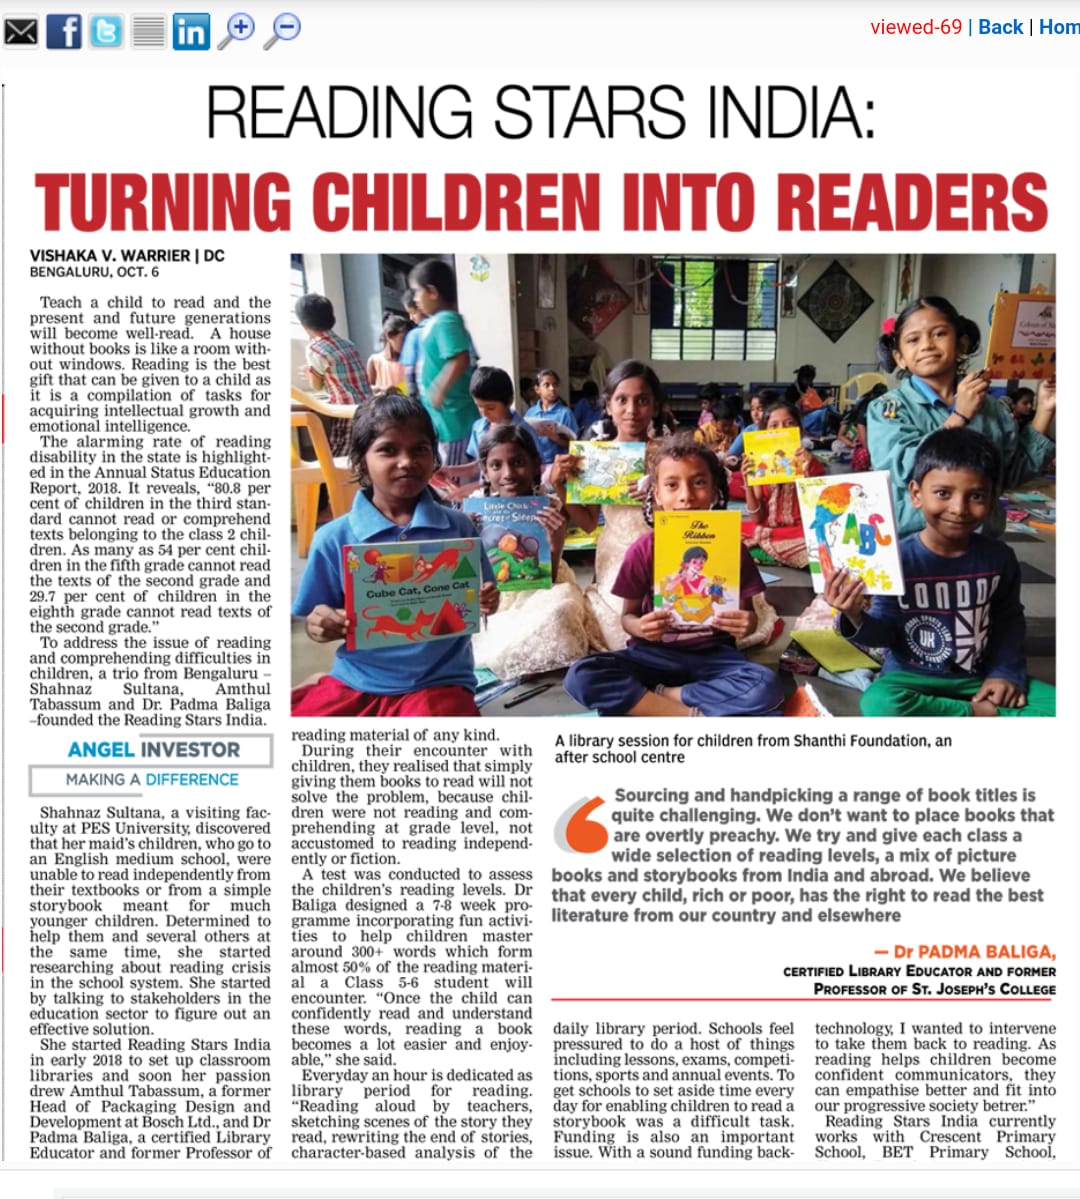 viewed-69 | Back | Hom
READING STARS INDIA:
TURNING CHILDREN INTO READERS
VISHAKA V. WARRIER | DC
BENGALURU, OCT. 6
Teach a child to read and the
present and future generations
will become well-read. A house
without books is like a room with-
out windows. Reading is the best
gift that can be given to a child as
it is a compilation of tasks for
acquiring intellectual growth and
emotional intelligence.
The alarming rate of reading
disability in the state is highlight-
ed in the Annual Status Education
Report, 2018. It reveals, “80.8 per
cent of children in the third stan-
dard cannot read or comprehend
texts belonging to the class 2 chil-
dren. As many as 54 per cent chil-
dren in the fifth grade cannot read
the texts of the second grade and
29.7 per cent of children in the
eighth grade cannot read texts of
the second grade.”
To address the issue of reading
and comprehending difficulties in
children, a trio from Bengaluru –
Shahnaz Sultana, Amthul
Tabassum and Dr. Padma Baliga
–founded the Reading Stars India.
ANGEL INVESTOR
MAKING A DIFFERENCE
Shahnaz Sultana, a visiting fac-
ulty at PES University, discovered
that her maid’s children, who go to
an English medium school, were
unable to read independently from
their textbooks or from a simple
storybook meant for much
younger children. Determined to
help them and several others at
the same time, she started
researching about reading crisis
in the school system. She started
by talking to stakeholders in the
education sector to figure out an
effective solution.
She started Reading Stars India
in early 2018 to set up classroom
libraries and soon her passion
drew Amthul Tabassum, a former
Head of Packaging Design and
Development at Bosch Ltd., and Dr
Padma Baliga, a certified Library
Educator and former Professor of
Little Chick
Secret of Sleep
Cube Cat, Cone Cat
The
Ribbon
ABC
LONDON
UK
reading material of any kind.
During their encounter with
children, they realised that simply
giving them books to read will not
solve the problem, because chil-
dren were not reading and com-
prehending at grade level, not
accustomed to reading independ-
ently or fiction.
A test was conducted to assess
the children’s reading levels. Dr
Baliga designed a 7-8 week pro-
gramme incorporating fun activi-
ties to help children master
around 300+ words which form
almost 50% of the reading materi-
al a Class 5-6 student will
encounter. “Once the child can
confidently read and understand
these words, reading a book
becomes a lot easier and enjoy-
able,” she said.
Everyday an hour is dedicated as
library period for reading.
“Reading aloud by teachers,
sketching scenes of the story they
read, rewriting the end of stories,
character-based analysis of the
A library session for children from Shanthi Foundation, an
after school centre
‘Sourcing and handpicking a range of book titles is
quite challenging. We don’t want to place books that
are overtly preachy. We try and give each class a
wide selection of reading levels, a mix of picture
books and storybooks from India and abroad. We believe
that every child, rich or poor, has the right to read the best
literature from our country and elsewhere
— Dr PADMA BALIGA,
CERTIFIED LIBRARY EDUCATOR AND FORMER
PROFESSOR OF ST. JOSEPH’S COLLEGE
daily library period. Schools feel
pressured to do a host of things
including lessons, exams, competi-
tions, sports and annual events. To
get schools to set aside time every
day for enabling children to read a
storybook was a difficult task.
Funding is also an important
issue. With a sound funding back-
technology, I wanted to intervene
to take them back to reading. As
reading helps children become
confident communicators, they
can empathise better and fit into
our progressive society betrer.”
Reading Stars India currently
works with Crescent Primary
School, BET Primary School,